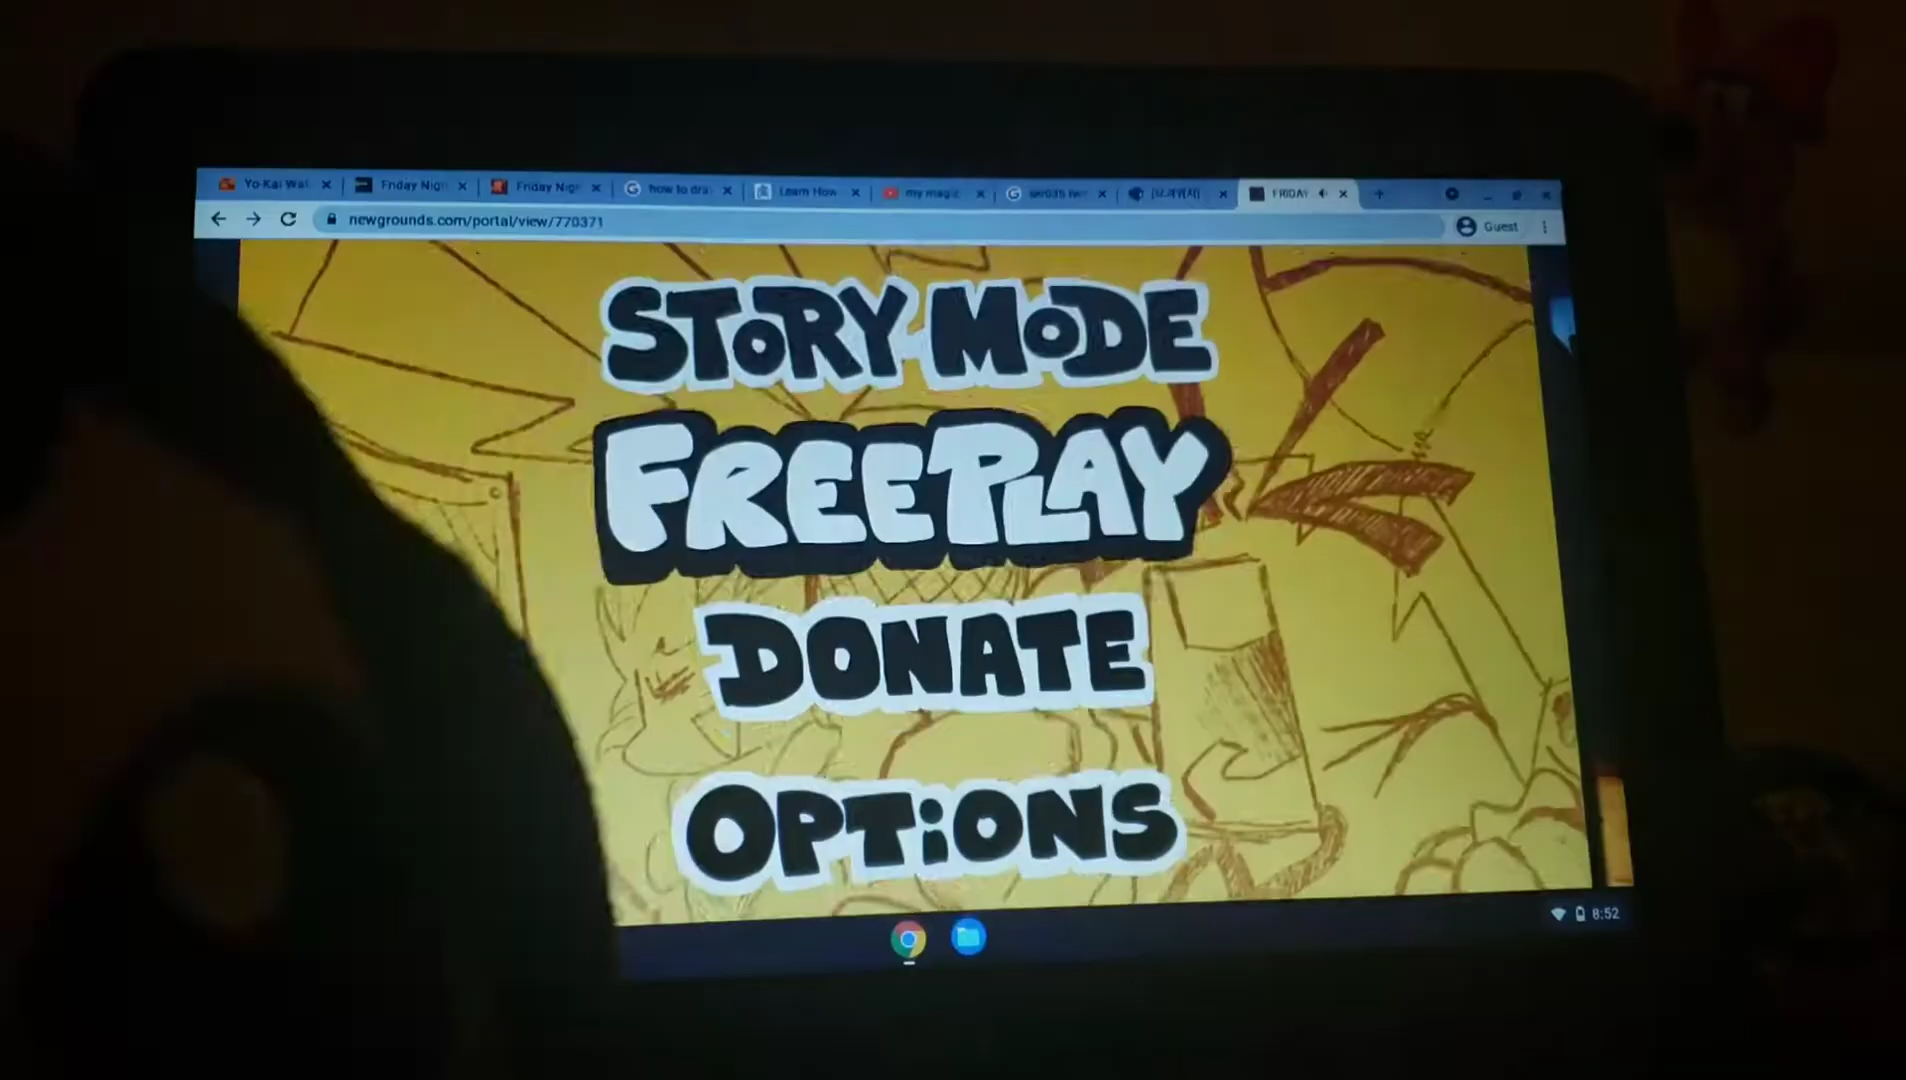 Yo-Kai Wat
Friday Nigh
Friday Nigh
how to dra
Learn How
my magic
FRIDAY
newgrounds.com/portal/view/770371
Guest
STORY MODE
FREEPLAY
DONATE
OPTiONS
8:52